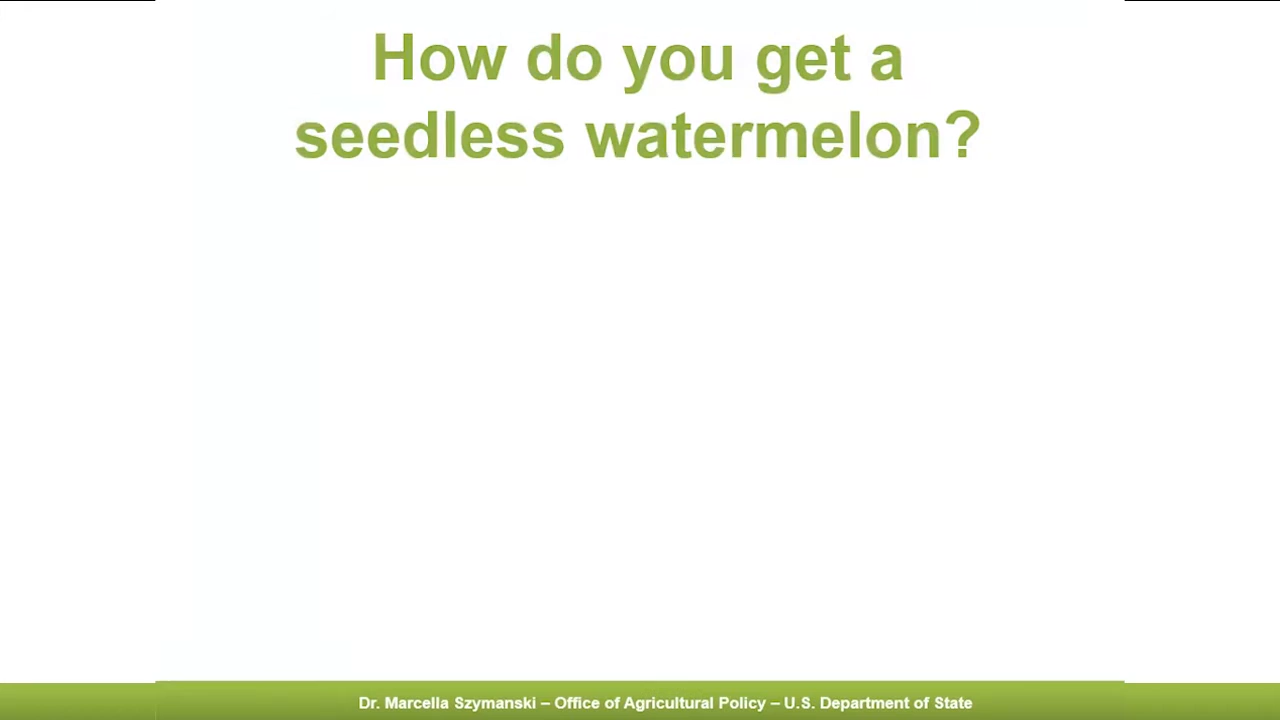 How do you get a
seedless watermelon?
Dr. Marcella Szymanski – Office of Agricultural Policy – U.S. Department of State